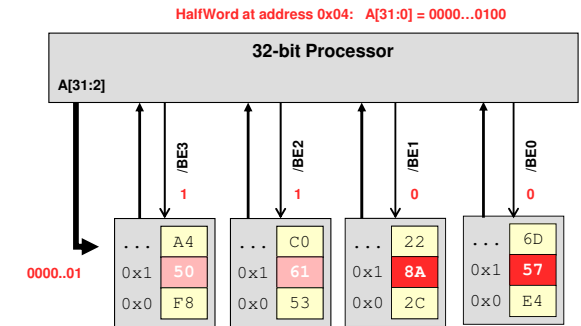 HalfWord at address 0x04: A[31:0] = 0000...0100
32-bit Processor
A[31:2]
/BE3 /BE2 /BE1 /BE0
1 1 0 0
... A4 ... C0 ... 22 ... 6D
0000..01 0x1 50 0x1 61 0x1 8A 0x1 57
0x0 F8 0x0 53 0x0 2C 0x0 E4